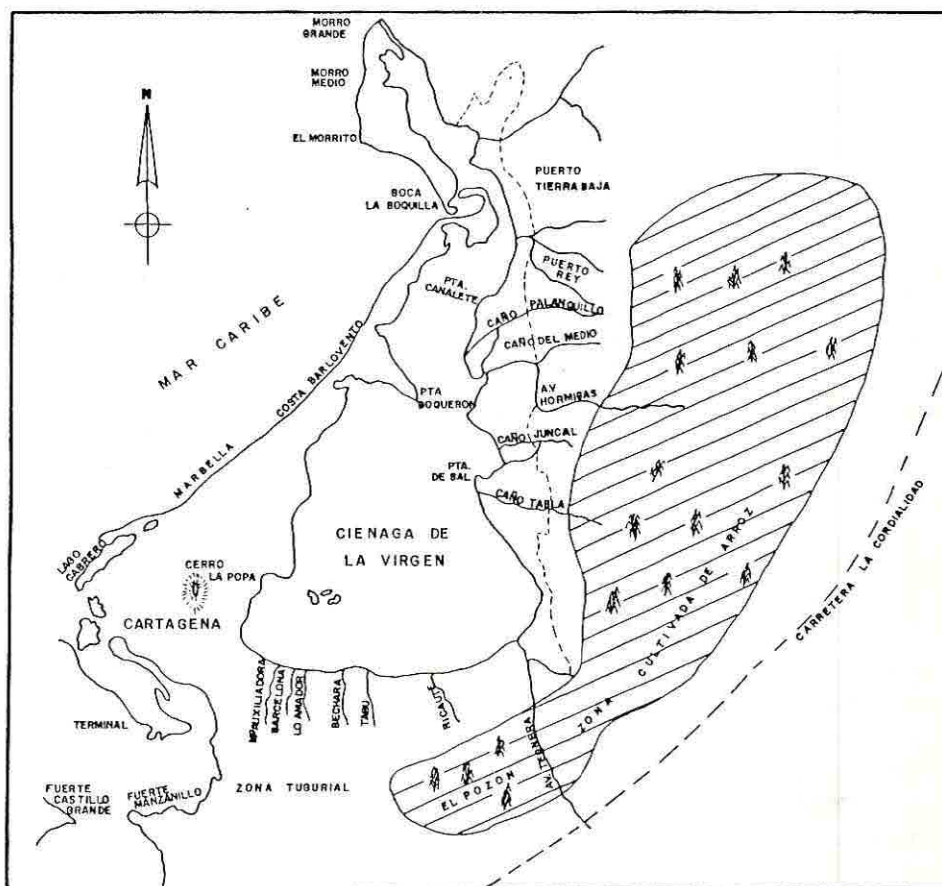 MORRO
GRANDE
MORRO
MEDIO
N
EL MORRITO
PUERTO
TIERRA BAJA
BOCA
LA BOQUILLA
PUERTO
REY
PTA.
CANALETE
CAÑO PALANQUILLO
MAR CARIBE
CAÑO DEL MEDIO
COSTA BARLOVENTO
PTA
BOQUERON
A.V.
HORMIGAS
CAÑO JUNCAL
MARBELLA
PTA.
DE SAL
CAÑO TABLA
CIENAGA DE
LA VIRGEN
LAGO
CABRERO
CERRO
LA POPA
CARTAGENA
ZONA CULTIVADA DE ARROZ
CARRETERA LA CORDIALIDAD
Mª AUXILIADORA
BARCELONA
LO AMADOR
BECHARA
TABU
RICAUTE
AV. TERNERA
TERMINAL
EL POZON
ZONA TUGURIAL
FUERTE
CASTILLO
GRANDE
FUERTE
MANZANILLO